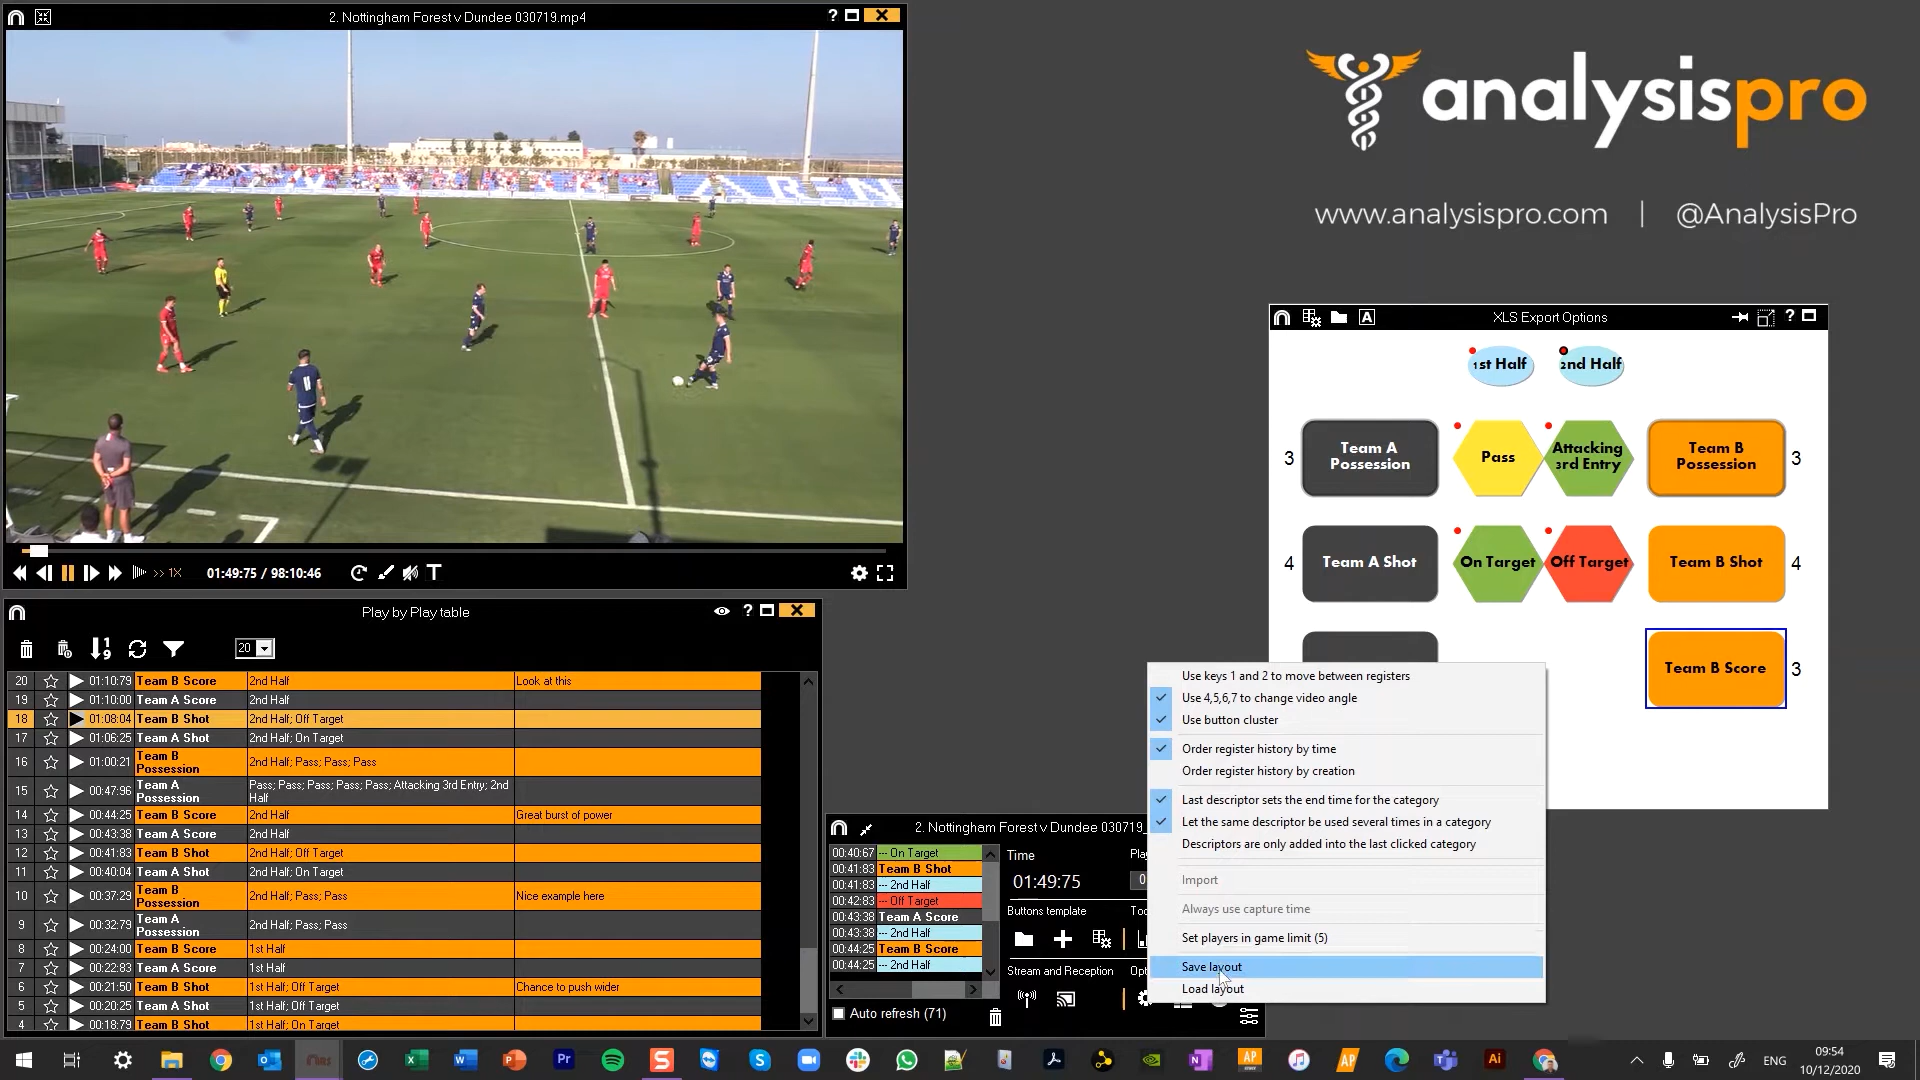 2. Nottingham Forest v Dundee 030719.mp4
?
analysispro
www.analysispro.com | @AnalysisPro
>> 1X
01:49:75 / 98:10:46
T
Play by Play table
?
20
20 01:10:79 Team B Score 2nd Half Look at this
19 01:10:00 Team A Score 2nd Half
18 01:08:04 Team B Shot 2nd Half; Off Target
17 01:06:25 Team A Shot 2nd Half; On Target
16 01:00:21 Team B Possession 2nd Half; Pass; Pass; Pass
15 00:47:96 Team A Possession Pass; Pass; Pass; Pass; Pass; Attacking 3rd Entry; 2nd Half
14 00:44:25 Team B Score 2nd Half Great burst of power
13 00:43:38 Team A Score 2nd Half
12 00:41:83 Team B Shot 2nd Half; Off Target
11 00:40:04 Team A Shot 2nd Half; On Target
10 00:37:29 Team B Possession 2nd Half; Pass; Pass Nice example here
9 00:32:79 Team A Possession 2nd Half; Pass; Pass
8 00:24:00 Team B Score 1st Half
7 00:22:83 Team A Score 1st Half
6 00:21:50 Team B Shot 1st Half; Off Target Chance to push wider
5 00:20:25 Team A Shot 1st Half; Off Target
4 00:18:79 Team B Shot 1st Half; On Target
A
XLS Export Options
?
1st Half
2nd Half
3 Team A Possession
Pass
Attacking 3rd Entry
Team B Possession 3
4 Team A Shot
On Target
Off Target
Team B Shot 4
Team B Score 3
2. Nottingham Forest v Dundee 030719
00:40:67 --- On Target
00:41:83 Team B Shot
00:41:83 --- 2nd Half
00:42:83 --- Off Target
00:43:38 Team A Score
00:43:38 --- 2nd Half
00:44:25 Team B Score
00:44:25 --- 2nd Half
Auto refresh (71)
Time
01:49:75
Buttons template
Stream and Reception
Use keys 1 and 2 to move between registers
Use 4,5,6,7 to change video angle
Use button cluster
Order register history by time
Order register history by creation
Last descriptor sets the end time for the category
Let the same descriptor be used several times in a category
Descriptors are only added into the last clicked category
Import
Always use capture time
Set players in game limit (5)
Save layout
Load layout
ENG
09:54
10/12/2020